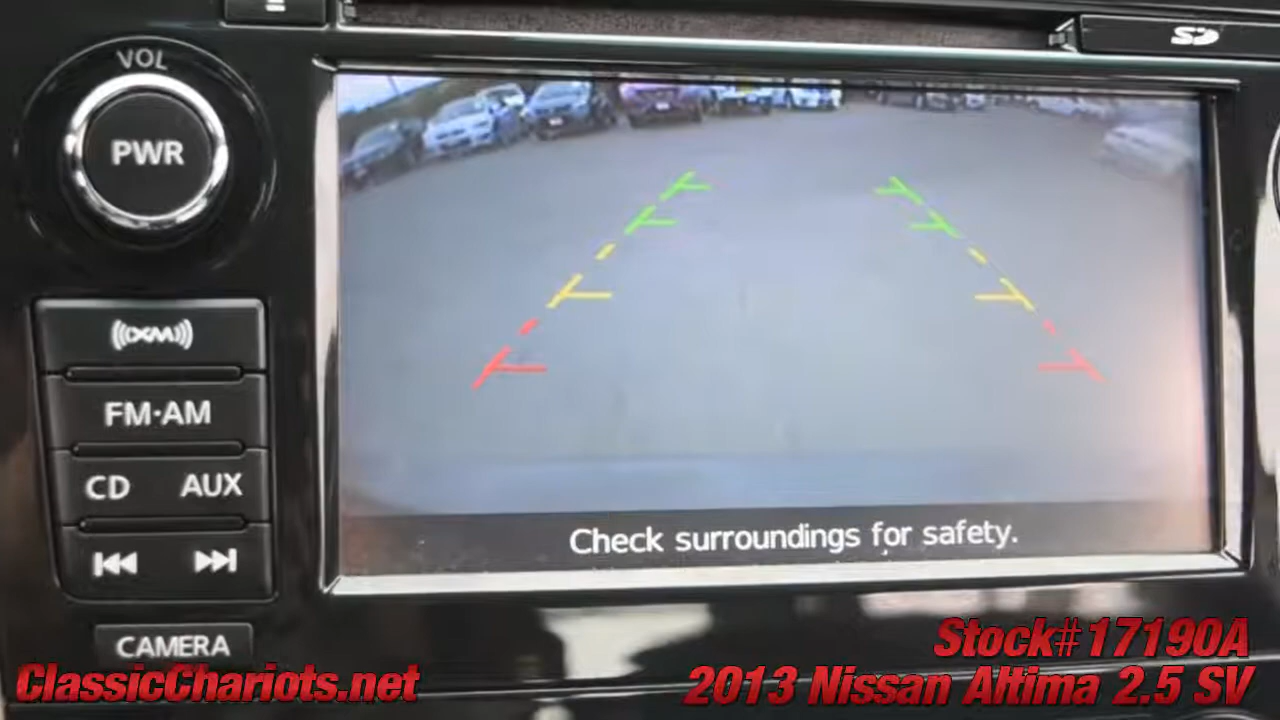 VOL
PWR
SD
XM
FM·AM
CD AUX
Check surroundings for safety.
CAMERA
Stock#17190A
ClassicChariots.net
2013 Nissan Altima 2.5 SV